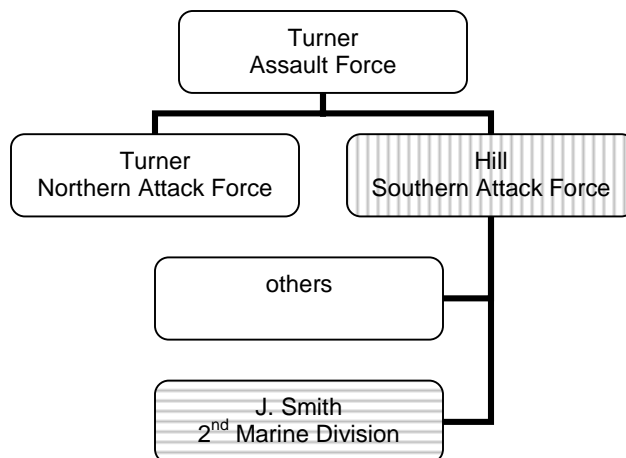 Turner
Assault Force
Turner
Northern Attack Force
Hill
Southern Attack Force
others
J. Smith
2nd Marine Division